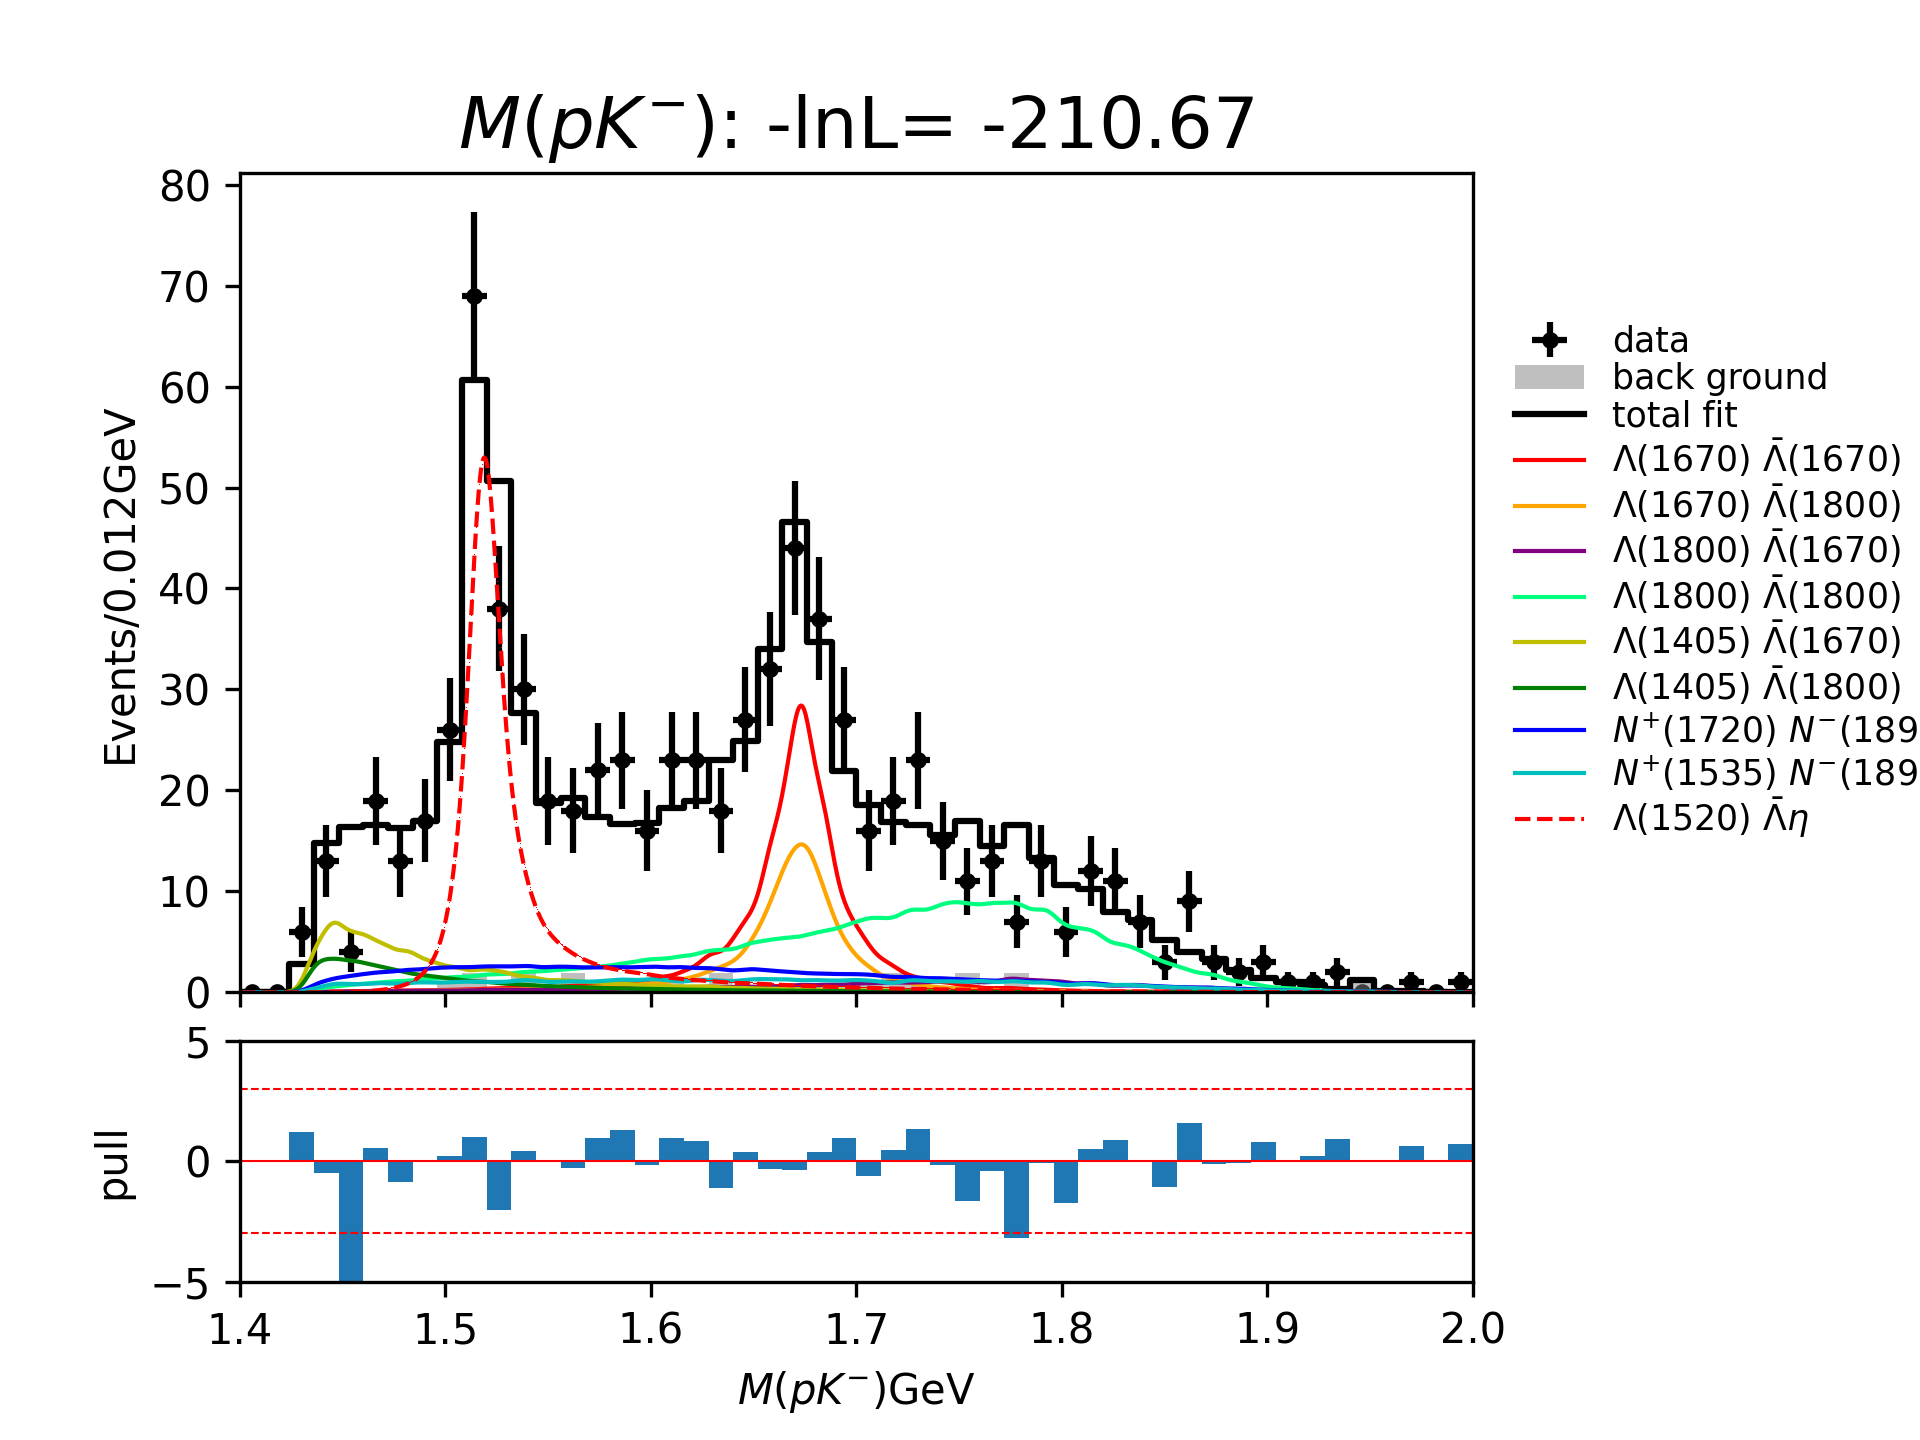 M(pK⁻): -lnL= -210.67
80
70
60
50
40
30
20
10
0
Events/0.012GeV
data
back ground
total fit
Λ(1670) Λ̄(1670)
Λ(1670) Λ̄(1800)
Λ(1800) Λ̄(1670)
Λ(1800) Λ̄(1800)
Λ(1405) Λ̄(1670)
Λ(1405) Λ̄(1800)
N⁺(1720) N⁻(189
N⁺(1535) N⁻(189
Λ(1520) Λ̄η
5
0
−5
pull
1.4 1.5 1.6 1.7 1.8 1.9 2.0
M(pK⁻)GeV